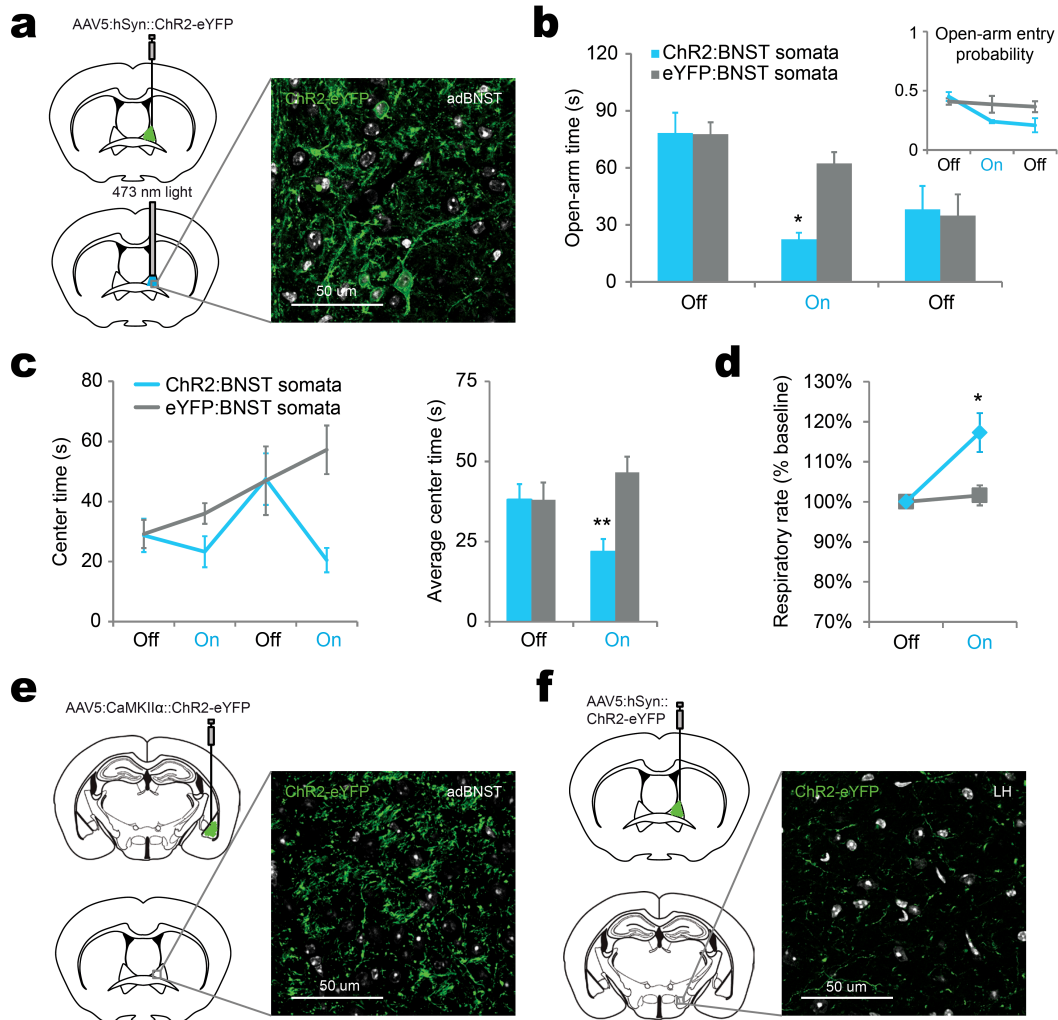 a
AAV5:hSyn::ChR2-eYFP
ChR2-eYFP
adBNST
473 nm light
50 um
b
120
90
60
30
0
Open-arm time (s)
ChR2:BNST somata
eYFP:BNST somata
*
Off
On
Off
Open-arm entry
probability
1
0.5
0
Off
On
Off
c
80
60
40
20
0
Center time (s)
ChR2:BNST somata
eYFP:BNST somata
Off
On
Off
On
75
50
25
0
Average center time (s)
**
Off
On
d
130%
120%
110%
100%
90%
80%
70%
Respiratory rate (% baseline)
*
Off
On
e
AAV5:CaMKIIα::ChR2-eYFP
ChR2-eYFP
adBNST
50 um
f
AAV5:hSyn::
ChR2-eYFP
ChR2-eYFP
LH
50 um